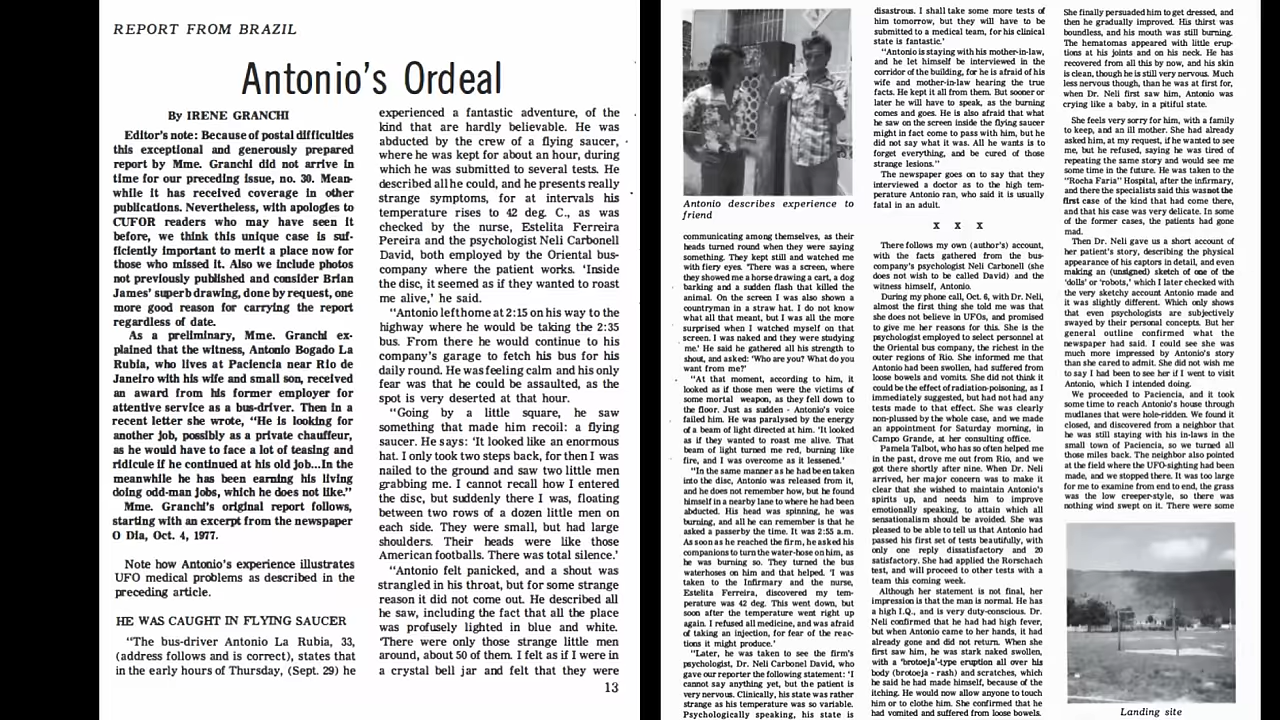 REPORT FROM BRAZIL
Antonio's Ordeal
By IRENE GRANCHI
Editor's note: Because of postal difficulties
this exceptional and generously prepared
report by Mme. Granchi did not arrive in
time for our preceding issue, no. 30. Mean-
while it has received coverage in other
publications. Nevertheless, with apologies to
CUFOR readers who may have seen it
before, we think this unique case is suf-
ficiently important to merit a place now for
those who missed it. Also we include photos
not previously published and consider Brian
James' superb drawing, done by request, one
more good reason for carrying the report
regardless of date.
As a preliminary, Mme. Granchi ex-
plained that the witness, Antonio Bogado La
Rubia, who lives at Paciencia near Rio de
Janeiro with his wife and small son, received
an award from his former employer for
attentive service as a bus-driver. Then in a
recent letter she wrote, "He is looking for
another job, possibly as a private chauffeur,
as he would have to face a lot of teasing and
ridicule if he continued at his old job...In the
meanwhile he has been earning his living
doing odd-man jobs, which he does not like."
Mme. Granchi's original report follows,
starting with an excerpt from the newspaper
O Dia, Oct. 4, 1977.
Note how Antonio's experience illustrates
UFO medical problems as described in the
preceding article.
HE WAS CAUGHT IN FLYING SAUCER
"The bus-driver Antonio La Rubia, 33,
(address follows and is correct), states that
in the early hours of Thursday, (Sept. 29) he
experienced a fantastic adventure, of the
kind that are hardly believable. He was
abducted by the crew of a flying saucer,
where he was kept for about an hour, during
which he was submitted to several tests. He
described all he could, and he presents really
strange symptoms, for at intervals his
temperature rises to 42 deg. C., as was
checked by the nurse, Estelita Ferreira
Pereira and the psychologist Neli Carbonell
David, both employed by the Oriental bus-
company where the patient works. 'Inside
the disc, it seemed as if they wanted to roast
me alive,' he said.
"Antonio left home at 2:15 on his way to the
highway where he would be taking the 2:35
bus. From there he would continue to his
company's garage to fetch his bus for his
daily round. He was feeling calm and his only
fear was that he could be assaulted, as the
spot is very deserted at that hour.
"Going by a little square, he saw
something that made him recoil: a flying
saucer. He says: 'It looked like an enormous
hat. I only took two steps back, for then I was
nailed to the ground and saw two little men
grabbing me. I cannot recall how I entered
the disc, but suddenly there I was, floating
between two rows of a dozen little men on
each side. They were small, but had large
shoulders. Their heads were like those
American footballs. There was total silence.'
"Antonio felt panicked, and a shout was
strangled in his throat, but for some strange
reason it did not come out. He described all
he saw, including the fact that all the place
was profusely lighted in blue and white.
'There were only those strange little men
around, about 50 of them. I felt as if I were in
a crystal bell jar and felt that they were
13
Antonio describes experience to
friend
communicating among themselves, as their
heads turned round when they were saying
something. They kept still and watched me
with fiery eyes. 'There was a screen, where
they showed me a horse drawing a cart, a dog
barking and a sudden flash that killed the
animal. On the screen I was also shown a
countryman in a straw hat. I do not know
what all that meant, but I was all the more
surprised when I watched myself on that
screen. I was naked and they were studying
me.' He said he gathered all his strength to
shout, and asked: 'Who are you? What do you
want from me?'
"At that moment, according to him, it
looked as if those men were the victims of
some mortal weapon, as they fell down to
the floor. Just as sudden - Antonio's voice
failed him. He was paralysed by the energy
of a beam of light directed at him. 'It looked
as if they wanted to roast me alive. That
beam of light turned me red, burning like
fire, and I was overcome as it lessened.'
"In the same manner as he had been taken
into the disc, Antonio was released from it,
and he does not remember how, but he found
himself in a nearby lane to where he had been
abducted. His head was spinning, he was
burning, and all he can remember is that he
asked a passerby the time. It was 2:55 a.m.
As soon as he reached the firm, he asked his
companions to turn the water-hose on him, as
he was burning so. They turned the bus
waterhoses on him and that helped. 'I was
taken to the Infirmary and the nurse,
Estelita Ferreira, discovered my tem-
perature was 42 deg. This went down, but
soon after the temperature went right up
again. I refused all medicine, and was afraid
of taking an injection, for fear of the reac-
tions it might produce.'
"Later, he was taken to see the firm's
psychologist, Dr. Neli Carbonel David, who
gave our reporter the following statement: 'I
cannot say anything yet, but the patient is
very nervous. Clinically, his state was rather
strange as his temperature was so variable.
Psychologically speaking, his state is
disastrous. I shall take some more tests of
him tomorrow, but they will have to be
submitted to a medical team, for his clinical
state is fantastic.'
"Antonio is staying with his mother-in-law,
and he let himself be interviewed in the
corridor of the building, for he is afraid of his
wife and mother-in-law hearing the true
facts. He kept it all from them. But sooner or
later he will have to speak, as the burning
comes and goes. He is also afraid that what
he saw on the screen inside the flying saucer
might in fact come to pass with him, but he
did not say what it was. All he wants is to
forget everything, and be cured of those
strange lesions."
The newspaper goes on to say that they
interviewed a doctor as to the high tem-
perature Antonio ran, who said it is usually
fatal in an adult.
X X X
There follows my own (author's) account,
with the facts gathered from the bus-
company's psychologist Neli Carbonell (she
does not wish to be called David) and the
witness himself, Antonio.
During my phone call, Oct. 6, with Dr. Neli,
almost the first thing she told me was that
she does not believe in UFOs, and promised
to give me her reasons for this. She is the
psychologist employed to select personnel at
the Oriental bus company, the richest in the
outer regions of Rio. She informed me that
Antonio had been swollen, had suffered from
loose bowels and vomits. She did not think it
could be the effect of radiation-poisoning, as I
immediately suggested, but had not had any
tests made to that effect. She was clearly
non-plussed by the whole case, and we made
an appointment for Saturday morning, in
Campo Grande, at her consulting office.
Pamela Talbot, who has so often helped me
in the past, drove me out from Rio, and we
got there shortly after nine. When Dr. Neli
arrived, her major concern was to make it
clear that she wished to maintain Antonio's
spirits up, and needs him to improve
emotionally speaking, to attain which all
sensationalism should be avoided. She was
pleased to be able to tell us that Antonio had
passed his first set of tests beautifully, with
only one reply dissatisfactory and 20
satisfactory. She had applied the Rorschach
test, and will proceed to other tests with a
team this coming week.
Although her statement is not final, her
impression is that the man is normal. He has
a high I.Q., and is very duty-conscious. Dr.
Neli confirmed that he had had high fever,
but when Antonio came to her hands, it had
already gone and did not return. When she
first saw him, he was stark naked swollen,
with a 'brotoeja'-type eruption all over his
body (brotoeja - rash) and scratches, which
he said he had made himself, because of the
itching. He would now allow anyone to touch
him or to clothe him. She confirmed that he
had vomited and suffered from loose bowels.
She finally persuaded him to get dressed, and
then he gradually improved. His thirst was
boundless, and his mouth was still burning.
The hematomas appeared with little erup-
tions at his joints and on his neck. He has
recovered from all this by now, and his skin
is clean, though he is still very nervous. Much
less nervous though, than he was at first for,
when Dr. Neli first saw him, Antonio was
crying like a baby, in a pitiful state.
She feels very sorry for him, with a family
to keep, and an ill mother. She had already
asked him, at my request, if he wanted to see
me, but he refused, saying he was tired of
repeating the same story and would see me
some time in the future. He was taken to the
"Rocha Faria" Hospital, after the infirmary,
and there the specialists said this was not the
first case of the kind that had come there,
and that his case was very delicate. In some
of the former cases, the patients had gone
mad.
Then Dr. Neli gave us a short account of
her patient's story, describing the physical
appearance of his captors in detail, and even
making an (unsigned) sketch of one of the
'dolls' or 'robots,' which I later checked with
the very sketchy account Antonio made and
it was slightly different. Which only shows
that even psychologists are subjectively
swayed by their personal concepts. But her
general outline confirmed what the
newspaper had said. I could see she was
much more impressed by Antonio's story
than she cared to admit. She did not wish me
to say I had been to see her if I went to visit
Antonio, which I intended doing.
We proceeded to Paciencia, and it took
some time to reach Antonio's house through
mudlanes that were hole-ridden. We found it
closed, and discovered from a neighbor that
he was still staying with his in-laws in the
small town of Paciencia, so we turned all
those miles back. The neighbor also pointed
at the field where the UFO-sighting had been
made, and we stopped there. It was too large
for me to examine from end to end, the grass
was the low creeper-style, so there was
nothing wind swept on it. There were some
Landing site